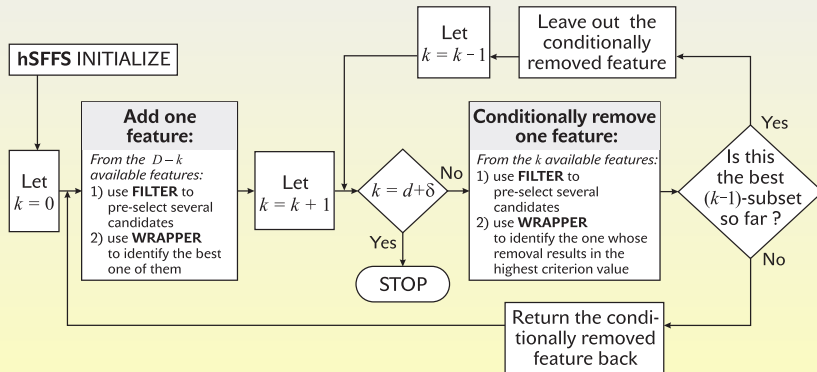 hSFFS INITIALIZE
Let
k = 0
Add one
feature:
From the D – k
available features:
1) use FILTER to
pre-select several
candidates
2) use WRAPPER
to identify the best
one of them
Let
k = k + 1
k = d+δ
No
Yes
STOP
Conditionally remove
one feature:
From the k available features:
1) use FILTER to
pre-select several
candidates
2) use WRAPPER
to identify the one whose
removal results in the
highest criterion value
Is this
the best
(k–1)-subset
so far ?
Yes
No
Leave out the
conditionally
removed feature
Let
k = k – 1
Return the condi-
tionally removed
feature back